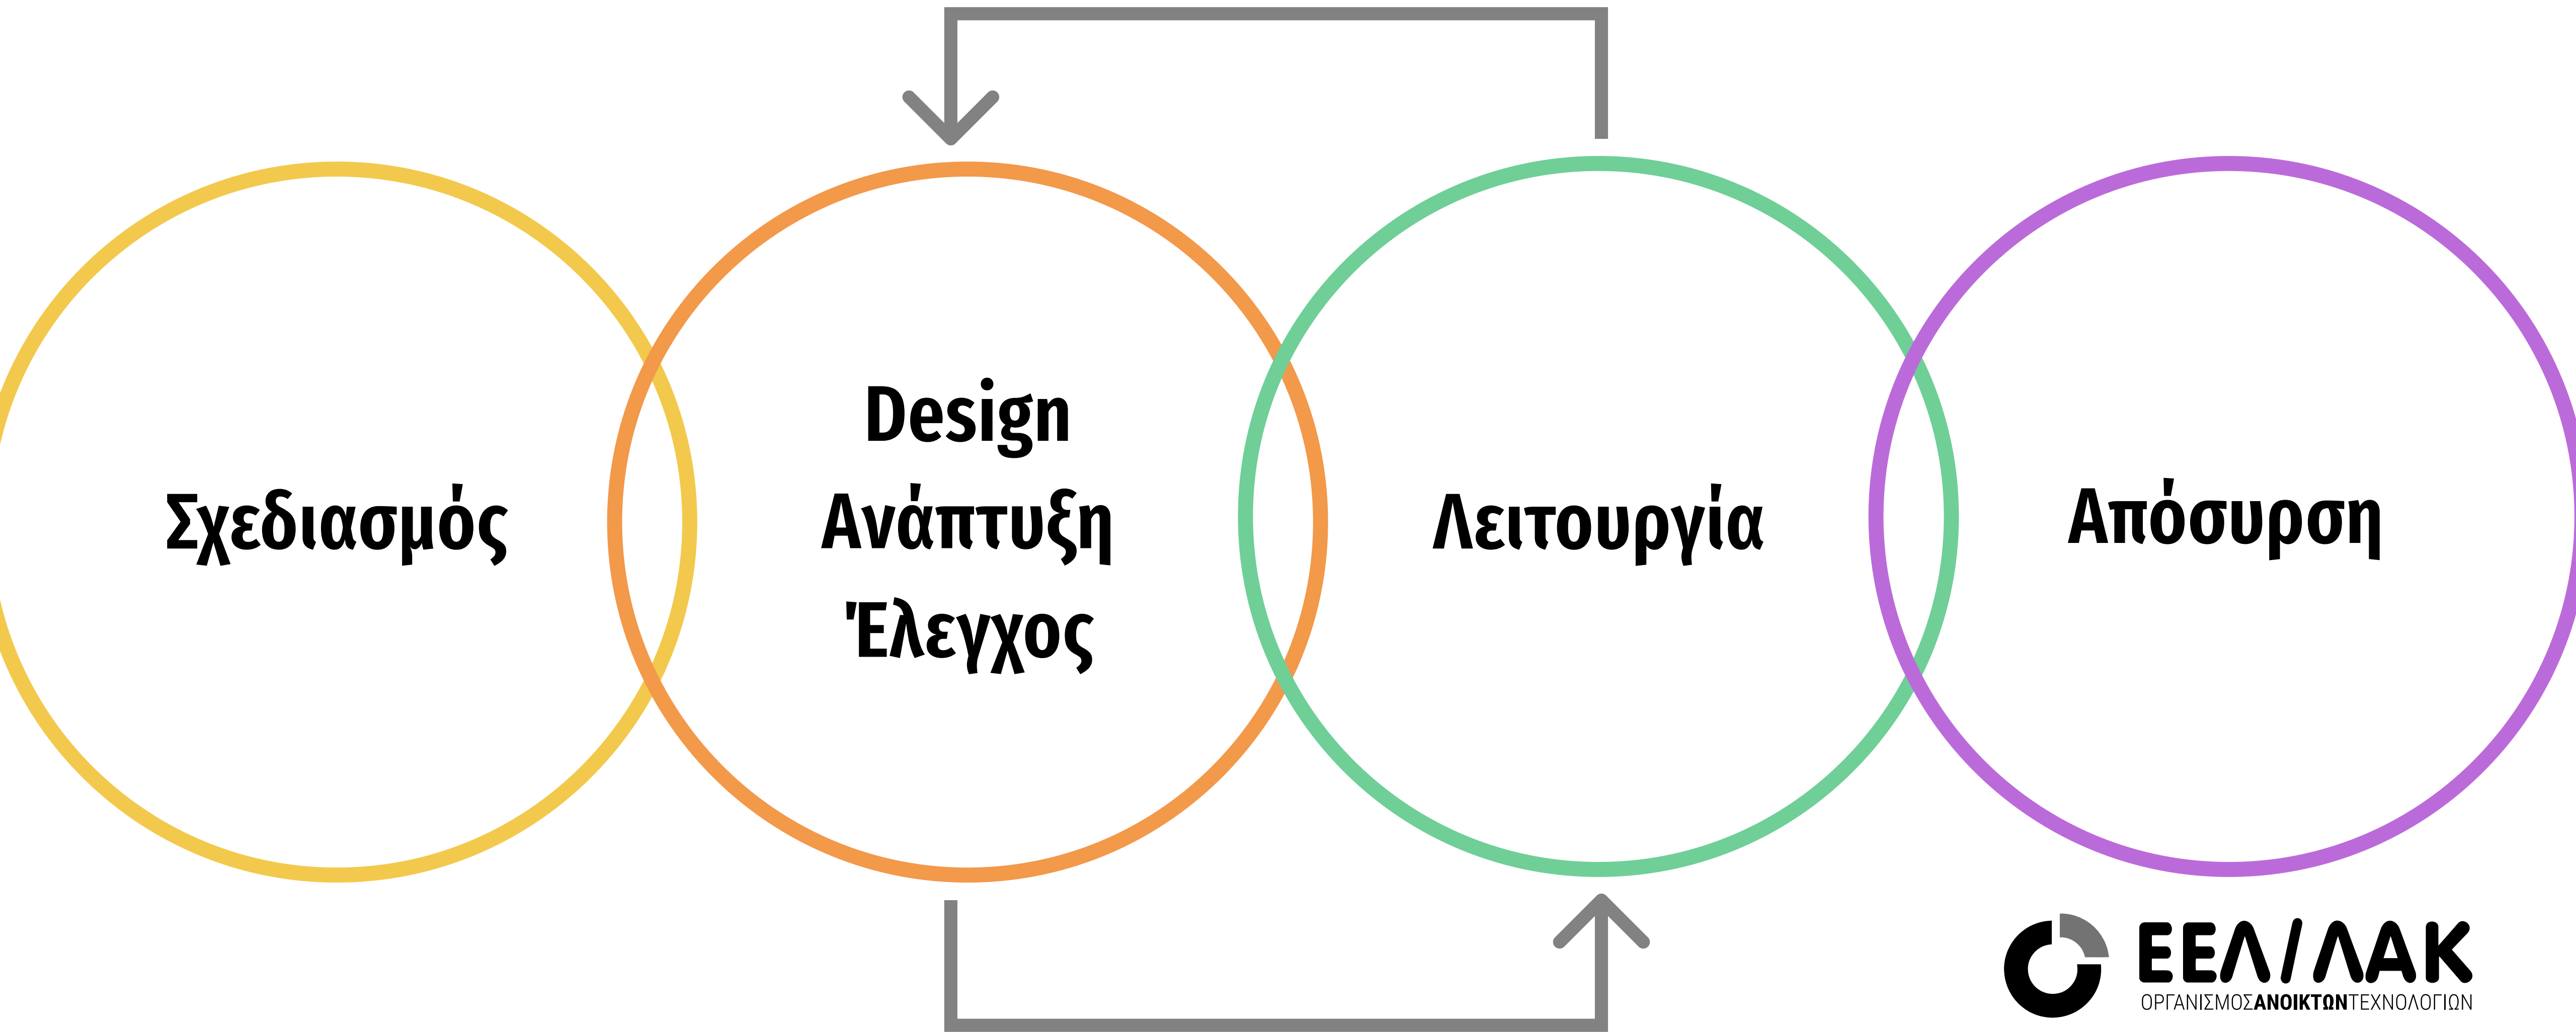 Σχεδιασμός
Design
Ανάπτυξη
Έλεγχος
Λειτουργία
Απόσυρση
ΕΕΛ/ΛΑΚ
ΟΡΓΑΝΙΣΜΟΣΑΝΟΙΚΤΩΝΤΕΧΝΟΛΟΓΙΩΝ